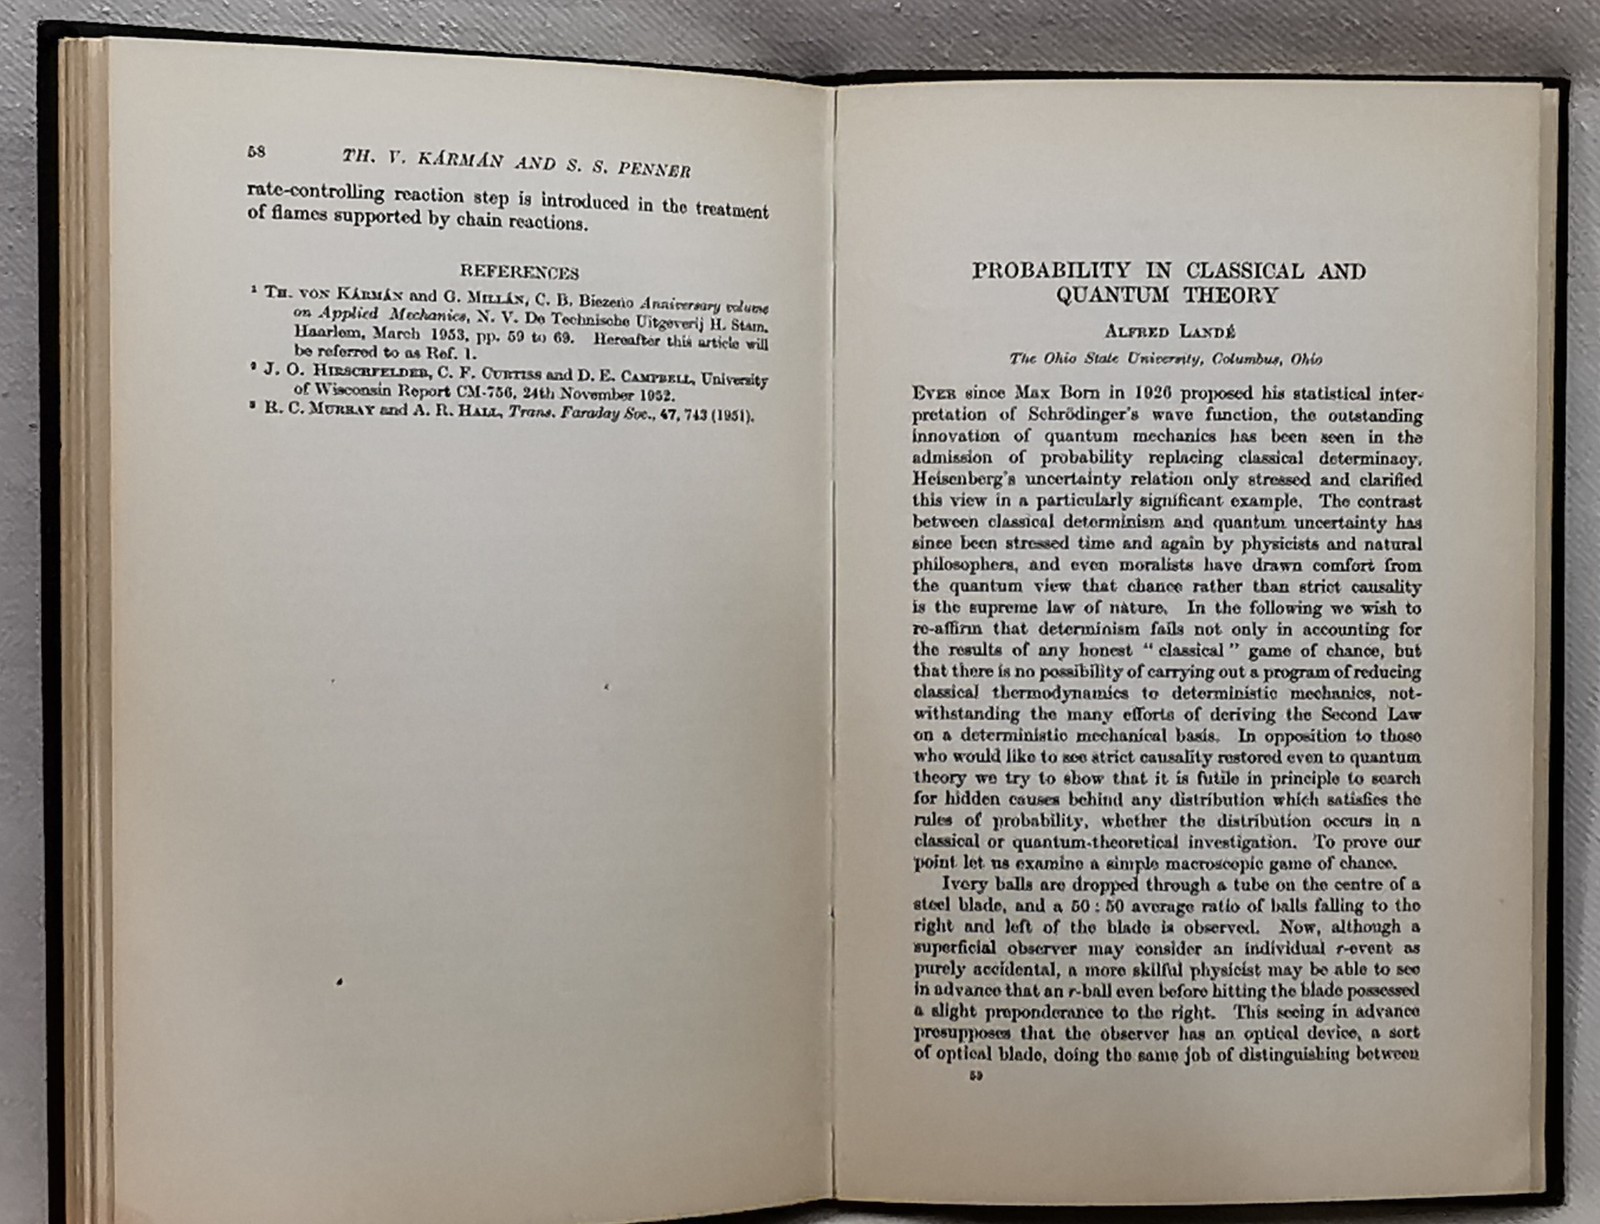 58
TH. V. KÁRMÁN AND S. S. PENNER
rate-controlling reaction step is introduced in the treatment
of flames supported by chain reactions.
REFERENCES
¹ TH. VON KÁRMÁN and G. MILLÁN, C. B. Biezeno Anniversary volume
on Applied Mechanics, N. V. De Technische Uitgeverij H. Stam,
Haarlem, March 1953, pp. 59 to 69. Hereafter this article will
be referred to as Ref. 1.
² J. O. HIRSCHFELDER, C. F. CURTISS and D. E. CAMPBELL, University
of Wisconsin Report CM-756, 24th November 1952.
³ R. C. MURRAY and A. R. HALL, Trans. Faraday Soc., 47, 743 (1951).
PROBABILITY IN CLASSICAL AND
QUANTUM THEORY
ALFRED LANDÉ
The Ohio State University, Columbus, Ohio
EVER since Max Born in 1926 proposed his statistical inter-
pretation of Schrödinger's wave function, the outstanding
innovation of quantum mechanics has been seen in the
admission of probability replacing classical determinacy.
Heisenberg's uncertainty relation only stressed and clarified
this view in a particularly significant example. The contrast
between classical determinism and quantum uncertainty has
since been stressed time and again by physicists and natural
philosophers, and even moralists have drawn comfort from
the quantum view that chance rather than strict causality
is the supreme law of nature. In the following we wish to
re-affirm that determinism fails not only in accounting for
the results of any honest "classical" game of chance, but
that there is no possibility of carrying out a program of reducing
classical thermodynamics to deterministic mechanics, not-
withstanding the many efforts of deriving the Second Law
on a deterministic mechanical basis. In opposition to those
who would like to see strict causality restored even to quantum
theory we try to show that it is futile in principle to search
for hidden causes behind any distribution which satisfies the
rules of probability, whether the distribution occurs in a
classical or quantum-theoretical investigation. To prove our
point let us examine a simple macroscopic game of chance.
Ivory balls are dropped through a tube on the centre of a
steel blade, and a 50 : 50 average ratio of balls falling to the
right and left of the blade is observed. Now, although a
superficial observer may consider an individual r-event as
purely accidental, a more skilful physicist may be able to see
in advance that an r-ball even before hitting the blade possessed
a slight preponderance to the right. This seeing in advance
presupposes that the observer has an optical device, a sort
of optical blade, doing the same job of distinguishing between
59